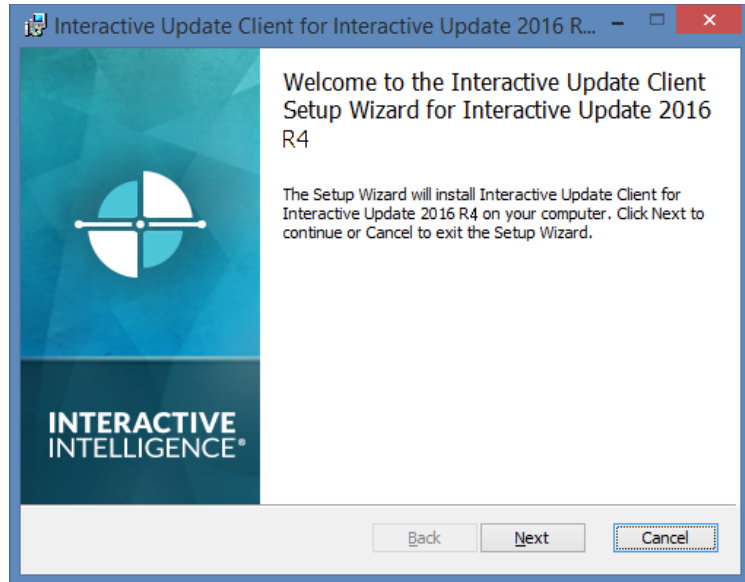 Interactive Update Client for Interactive Update 2016 R...
Welcome to the Interactive Update Client
Setup Wizard for Interactive Update 2016
R4
The Setup Wizard will install Interactive Update Client for
Interactive Update 2016 R4 on your computer. Click Next to
continue or Cancel to exit the Setup Wizard.
INTERACTIVE
INTELLIGENCE®
Back Next Cancel